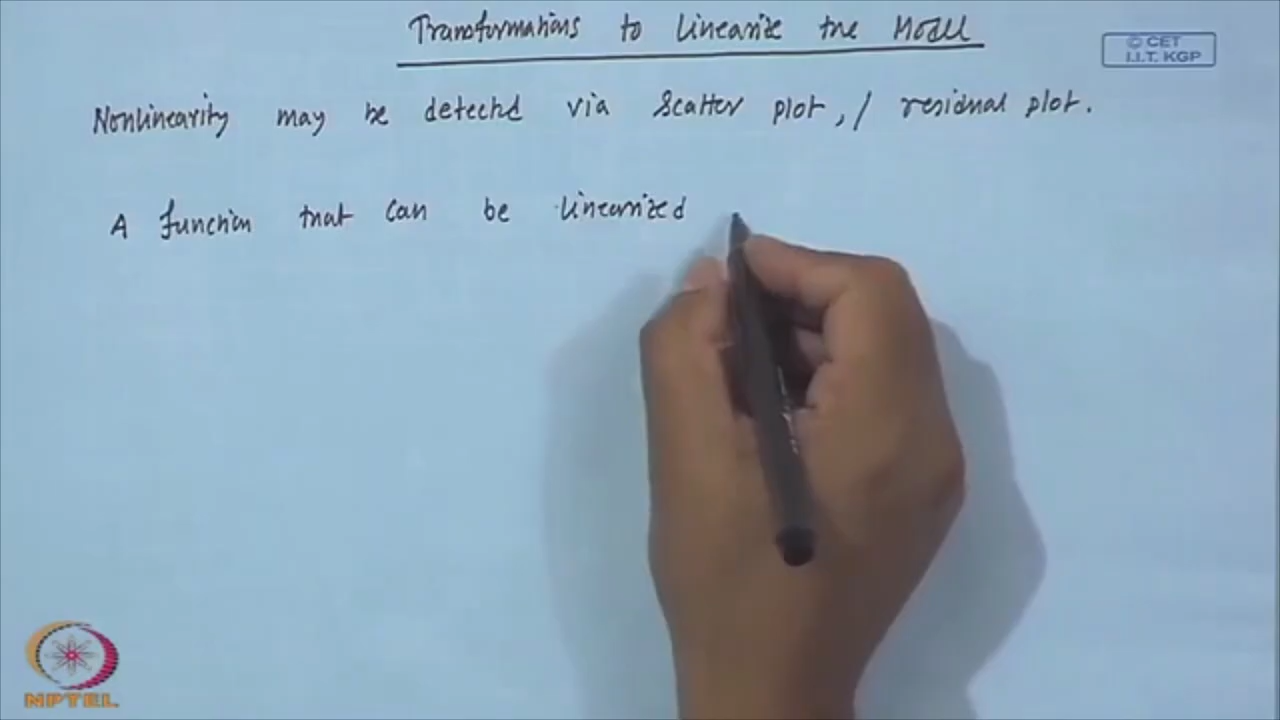 Transformations to Linearize the Model
© CET
I.I.T. KGP
Nonlinearity may be detected via scatter plot, / residual plot.
A function that can be linearized
NPTEL